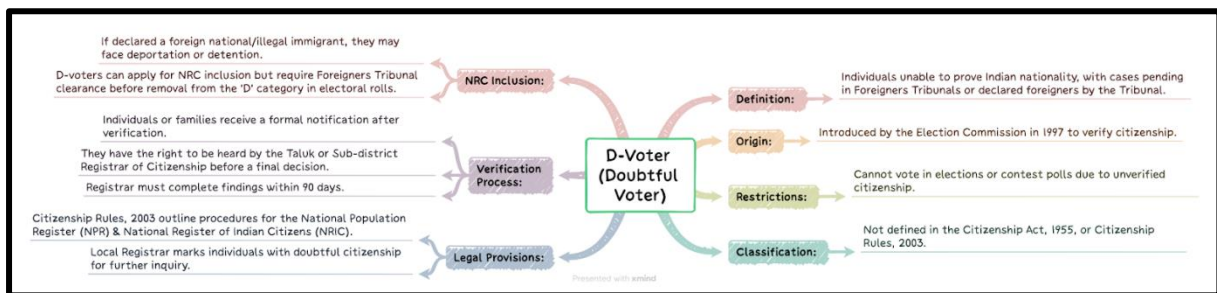 D-Voter
(Doubtful
Voter)
Definition:
Individuals unable to prove Indian nationality, with cases pending
in Foreigners Tribunals or declared foreigners by the Tribunal.
Origin:
Introduced by the Election Commission in 1997 to verify citizenship.
Restrictions:
Cannot vote in elections or contest polls due to unverified
citizenship.
Classification:
Not defined in the Citizenship Act, 1955, or Citizenship
Rules, 2003.
NRC Inclusion:
If declared a foreign national/illegal immigrant, they may
face deportation or detention.
D-voters can apply for NRC inclusion but require Foreigners Tribunal
clearance before removal from the 'D' category in electoral rolls.
Verification
Process:
Individuals or families receive a formal notification after
verification.
They have the right to be heard by the Taluk or Sub-district
Registrar of Citizenship before a final decision.
Registrar must complete findings within 90 days.
Legal Provisions:
Citizenship Rules, 2003 outline procedures for the National Population
Register (NPR) & National Register of Indian Citizens (NRIC).
Local Registrar marks individuals with doubtful citizenship
for further inquiry.
Presented with xmind